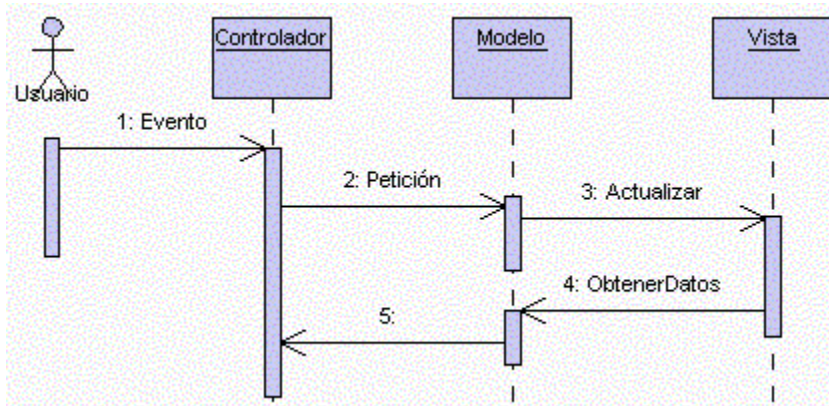 Controlador
Modelo
Vista
Usuario
1: Evento
2: Petición
3: Actualizar
4: ObtenerDatos
5: